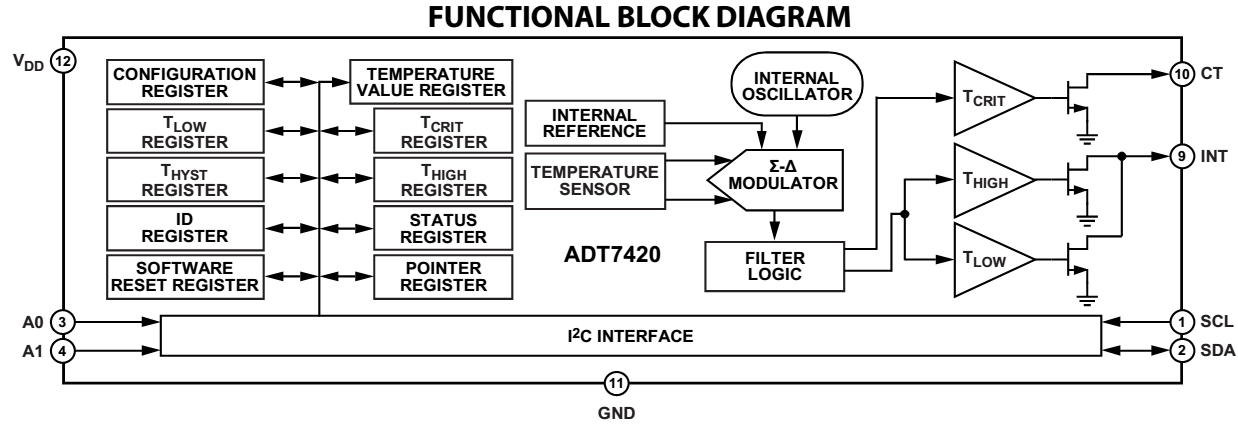 FUNCTIONAL BLOCK DIAGRAM
VDD 12
CONFIGURATION
REGISTER
TEMPERATURE
VALUE REGISTER
TLOW
REGISTER
TCRIT
REGISTER
THYST
REGISTER
THIGH
REGISTER
ID
REGISTER
STATUS
REGISTER
SOFTWARE
RESET REGISTER
POINTER
REGISTER
INTERNAL
OSCILLATOR
INTERNAL
REFERENCE
TEMPERATURE
SENSOR
Σ-Δ
MODULATOR
FILTER
LOGIC
ADT7420
TCRIT
THIGH
TLOW
10 CT
9 INT
A0 3
A1 4
I²C INTERFACE
1 SCL
2 SDA
11
GND